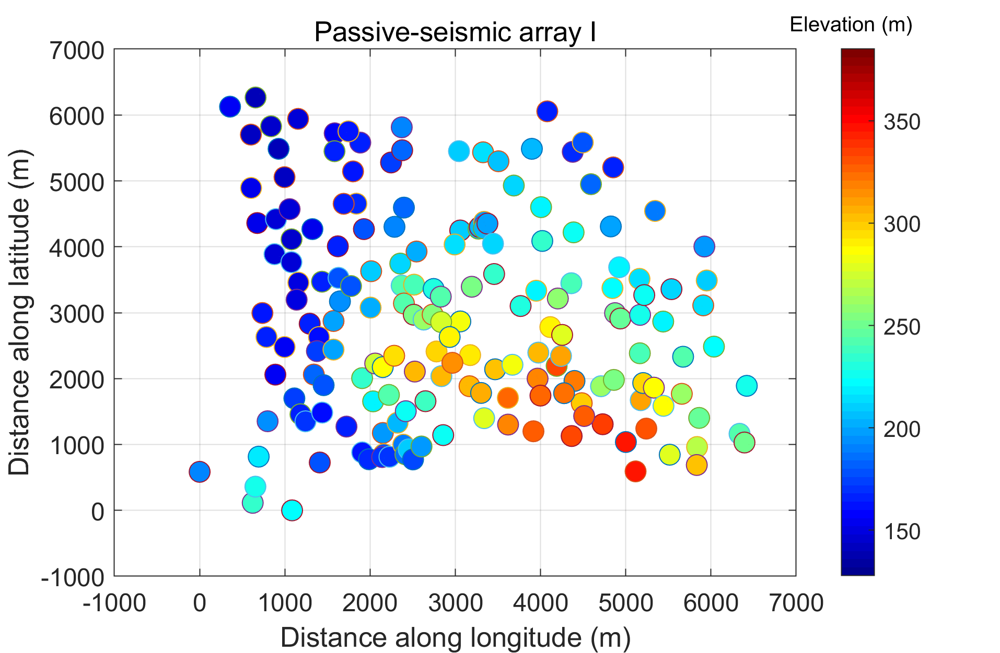 Passive-seismic array I
Elevation (m)
7000
6000
5000
4000
3000
2000
1000
0
-1000
Distance along latitude (m)
-1000 0 1000 2000 3000 4000 5000 6000 7000
Distance along longitude (m)
350
300
250
200
150